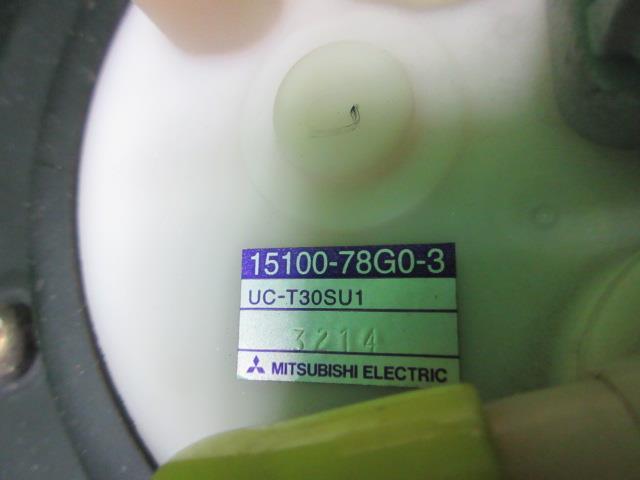 15100-78G0-3
UC-T30SU1
3214
MITSUBISHI ELECTRIC